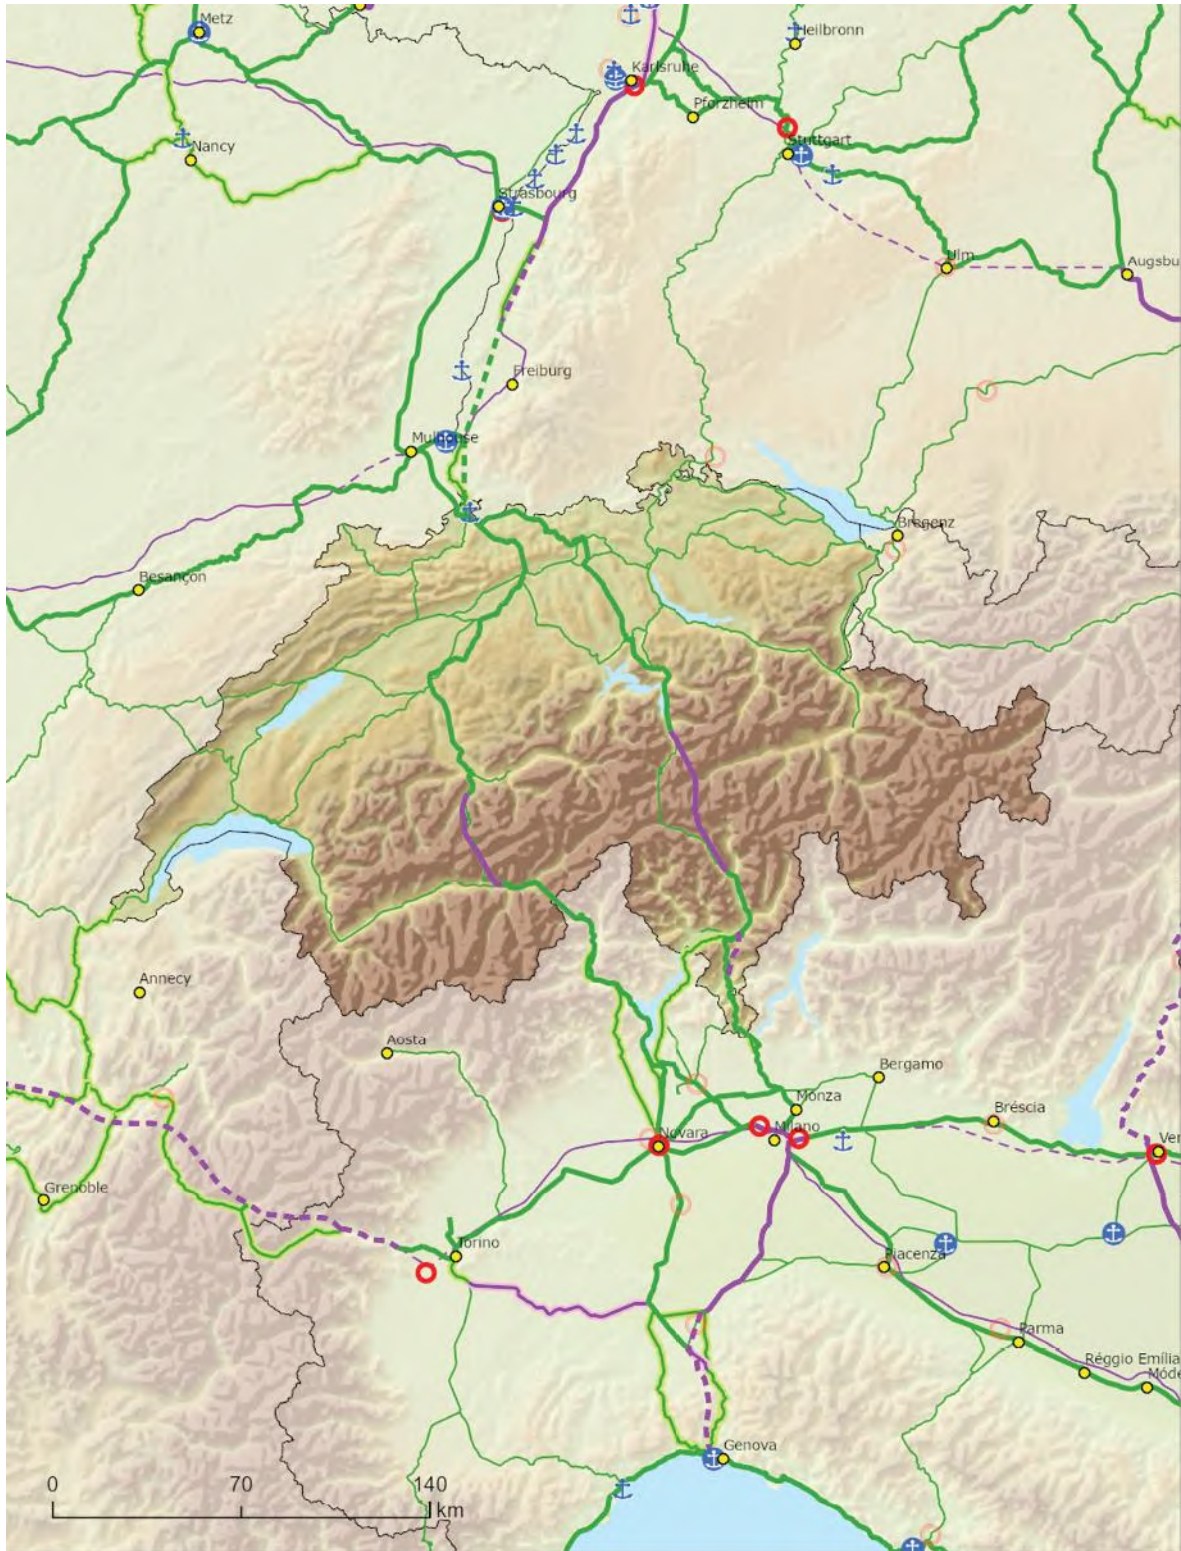 Metz
Heilbronn
Karlsruhe
Pforzheim
Stuttgart
Nancy
Strasbourg
Ulm
Augsbu
Freiburg
Mulhouse
Bregenz
Besançon
Annecy
Aosta
Bergamo
Monza
Bréscia
Novara
Milano
Ver
Grenoble
Torino
Piacenza
Parma
Réggio Emília
Móde
Genova
0 70 140
km